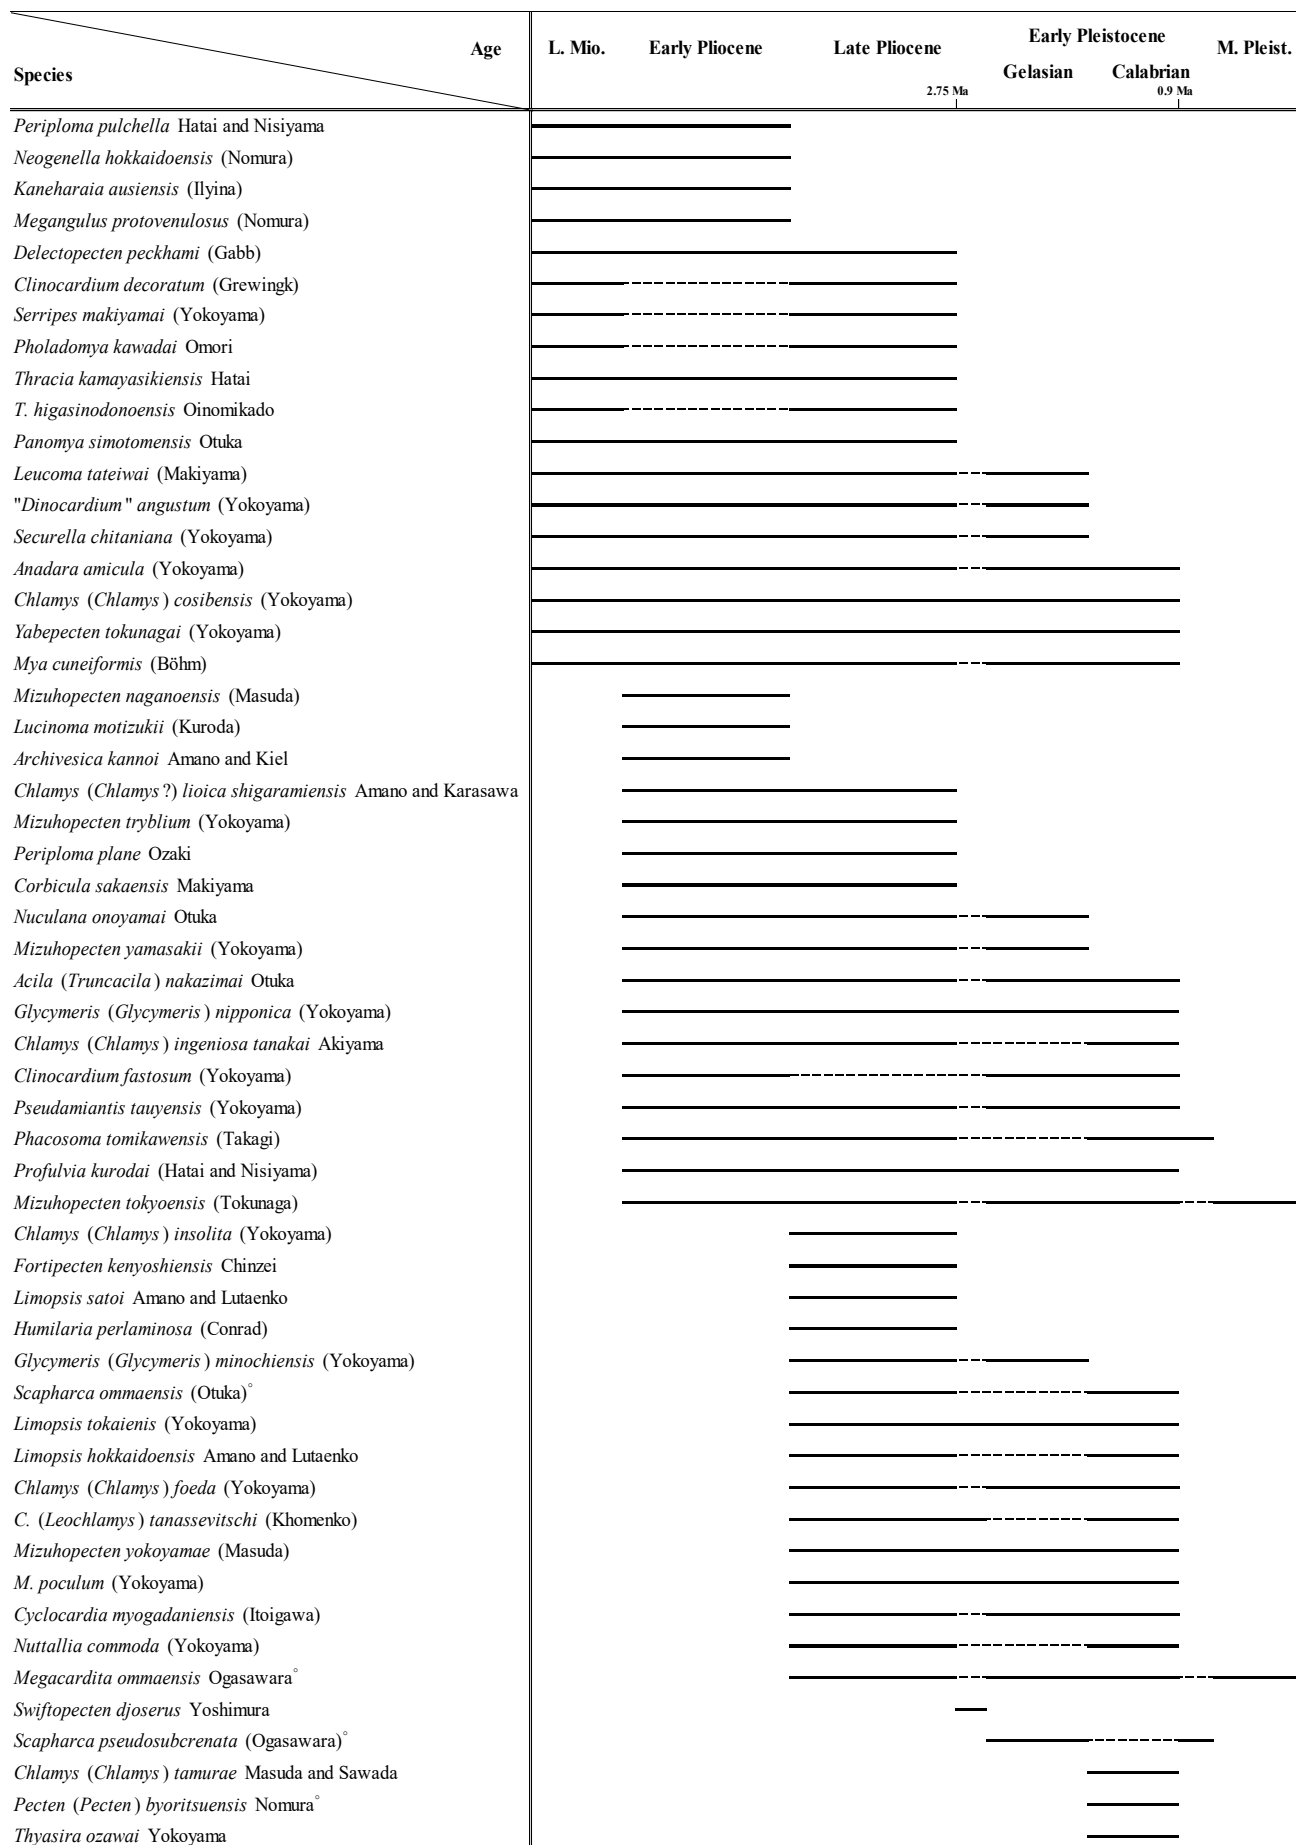 Age L. Mio. Early Pliocene Late Pliocene Early Pleistocene M. Pleist.
Species Gelasian Calabrian
2.75 Ma 0.9 Ma
Periploma pulchella Hatai and Nisiyama
Neogenella hokkaidoensis (Nomura)
Kaneharaia ausiensis (Ilyina)
Megangulus protovenulosus (Nomura)
Delectopecten peckhami (Gabb)
Clinocardium decoratum (Grewingk)
Serripes makiyamai (Yokoyama)
Pholadomya kawadai Omori
Thracia kamayasikiensis Hatai
T. higasinodonoensis Oinomikado
Panomya simotomensis Otuka
Leucoma tateiwai (Makiyama)
"Dinocardium" angustum (Yokoyama)
Securella chitaniana (Yokoyama)
Anadara amicula (Yokoyama)
Chlamys (Chlamys) cosibensis (Yokoyama)
Yabepecten tokunagai (Yokoyama)
Mya cuneiformis (Böhm)
Mizuhopecten naganoensis (Masuda)
Lucinoma motizukii (Kuroda)
Archivesica kannoi Amano and Kiel
Chlamys (Chlamys?) lioica shigaramiensis Amano and Karasawa
Mizuhopecten tryblium (Yokoyama)
Periploma plane Ozaki
Corbicula sakaensis Makiyama
Nuculana onoyamai Otuka
Mizuhopecten yamasakii (Yokoyama)
Acila (Truncacila) nakazimai Otuka
Glycymeris (Glycymeris) nipponica (Yokoyama)
Chlamys (Chlamys) ingeniosa tanakai Akiyama
Clinocardium fastosum (Yokoyama)
Pseudamiantis tauyensis (Yokoyama)
Phacosoma tomikawensis (Takagi)
Profulvia kurodai (Hatai and Nisiyama)
Mizuhopecten tokyoensis (Tokunaga)
Chlamys (Chlamys) insolita (Yokoyama)
Fortipecten kenyoshiensis Chinzei
Limopsis satoi Amano and Lutaenko
Humilaria perlaminosa (Conrad)
Glycymeris (Glycymeris) minochiensis (Yokoyama)
Scapharca ommaensis (Otuka)°
Limopsis tokaienis (Yokoyama)
Limopsis hokkaidoensis Amano and Lutaenko
Chlamys (Chlamys) foeda (Yokoyama)
C. (Leochlamys) tanassevitschi (Khomenko)
Mizuhopecten yokoyamae (Masuda)
M. poculum (Yokoyama)
Cyclocardia myogadaniensis (Itoigawa)
Nuttallia commoda (Yokoyama)
Megacardita ommaensis Ogasawara°
Swiftopecten djoserus Yoshimura
Scapharca pseudosubcrenata (Ogasawara)°
Chlamys (Chlamys) tamurae Masuda and Sawada
Pecten (Pecten) byoritsuensis Nomura°
Thyasira ozawai Yokoyama